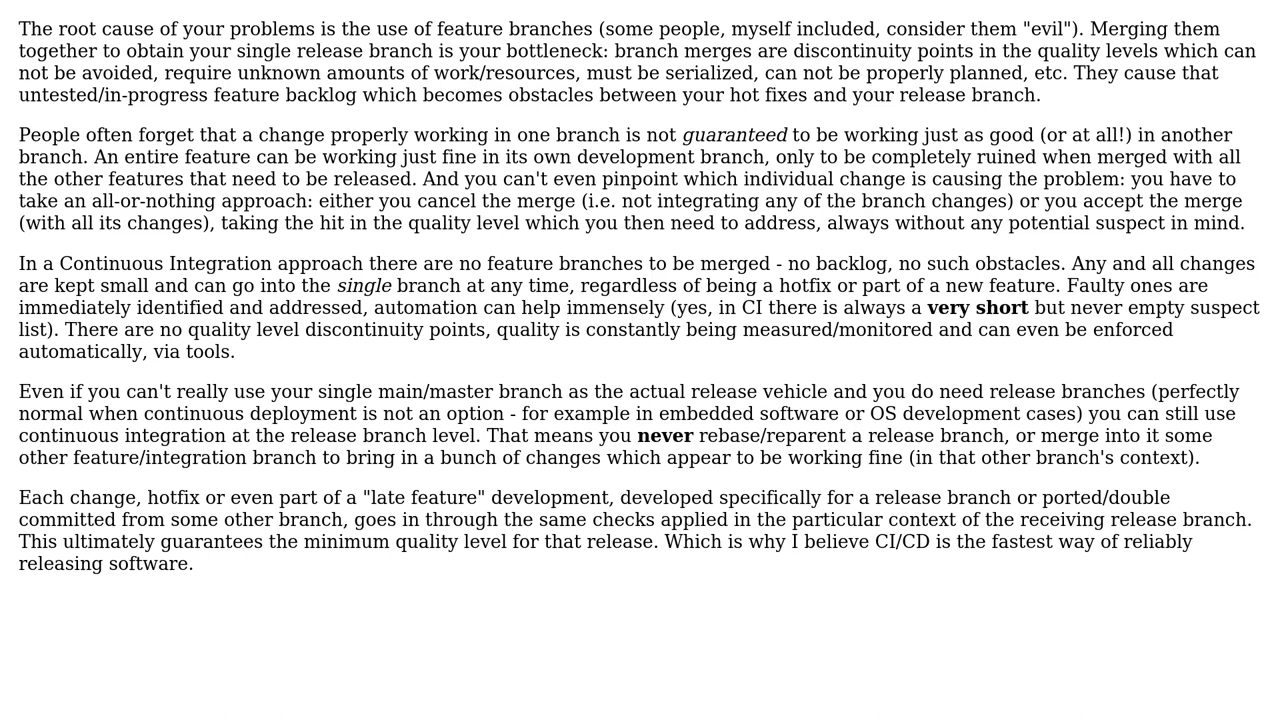 The root cause of your problems is the use of feature branches (some people, myself included, consider them "evil"). Merging them
together to obtain your single release branch is your bottleneck: branch merges are discontinuity points in the quality levels which can
not be avoided, require unknown amounts of work/resources, must be serialized, can not be properly planned, etc. They cause that
untested/in-progress feature backlog which becomes obstacles between your hot fixes and your release branch.
People often forget that a change properly working in one branch is not guaranteed to be working just as good (or at all!) in another
branch. An entire feature can be working just fine in its own development branch, only to be completely ruined when merged with all
the other features that need to be released. And you can't even pinpoint which individual change is causing the problem: you have to
take an all-or-nothing approach: either you cancel the merge (i.e. not integrating any of the branch changes) or you accept the merge
(with all its changes), taking the hit in the quality level which you then need to address, always without any potential suspect in mind.
In a Continuous Integration approach there are no feature branches to be merged - no backlog, no such obstacles. Any and all changes
are kept small and can go into the single branch at any time, regardless of being a hotfix or part of a new feature. Faulty ones are
immediately identified and addressed, automation can help immensely (yes, in CI there is always a very short but never empty suspect
list). There are no quality level discontinuity points, quality is constantly being measured/monitored and can even be enforced
automatically, via tools.
Even if you can't really use your single main/master branch as the actual release vehicle and you do need release branches (perfectly
normal when continuous deployment is not an option - for example in embedded software or OS development cases) you can still use
continuous integration at the release branch level. That means you never rebase/reparent a release branch, or merge into it some
other feature/integration branch to bring in a bunch of changes which appear to be working fine (in that other branch's context).
Each change, hotfix or even part of a "late feature" development, developed specifically for a release branch or ported/double
committed from some other branch, goes in through the same checks applied in the particular context of the receiving release branch.
This ultimately guarantees the minimum quality level for that release. Which is why I believe CI/CD is the fastest way of reliably
releasing software.